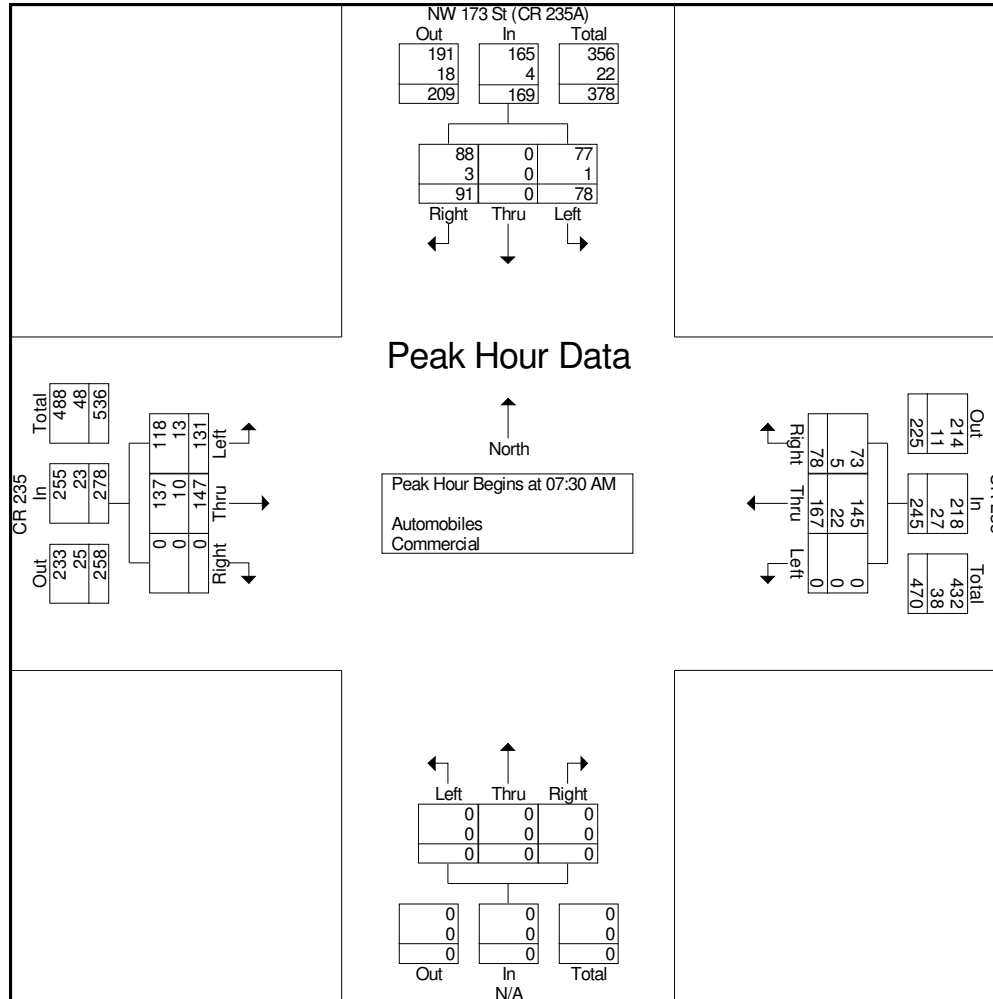 NW 173 St (CR 235A)
Out In Total
191 165 356
18 4 22
209 169 378
88 0 77
3 0 1
91 0 78
Right Thru Left
Peak Hour Data
North
Peak Hour Begins at 07:30 AM
Automobiles
Commercial
CR 235
Total In Out
488 255 233
48 23 25
536 278 258
118 137 0
13 10 0
131 147 0
Left Thru Right
Out In Total
214 218 432
11 27 38
225 245 470
73 145 0
5 22 0
78 167 0
Right Thru Left
Left Thru Right
0 0 0
0 0 0
0 0 0
0 0 0
0 0 0
0 0 0
Out In Total
N/A